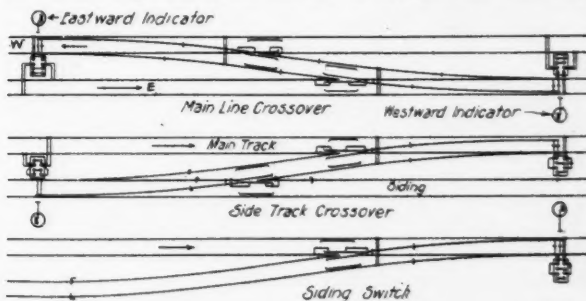 Eastward Indicator
W
E
Main Line Crossover
Westward Indicator
Main Track
Siding
Side Track Crossover
Siding Switch